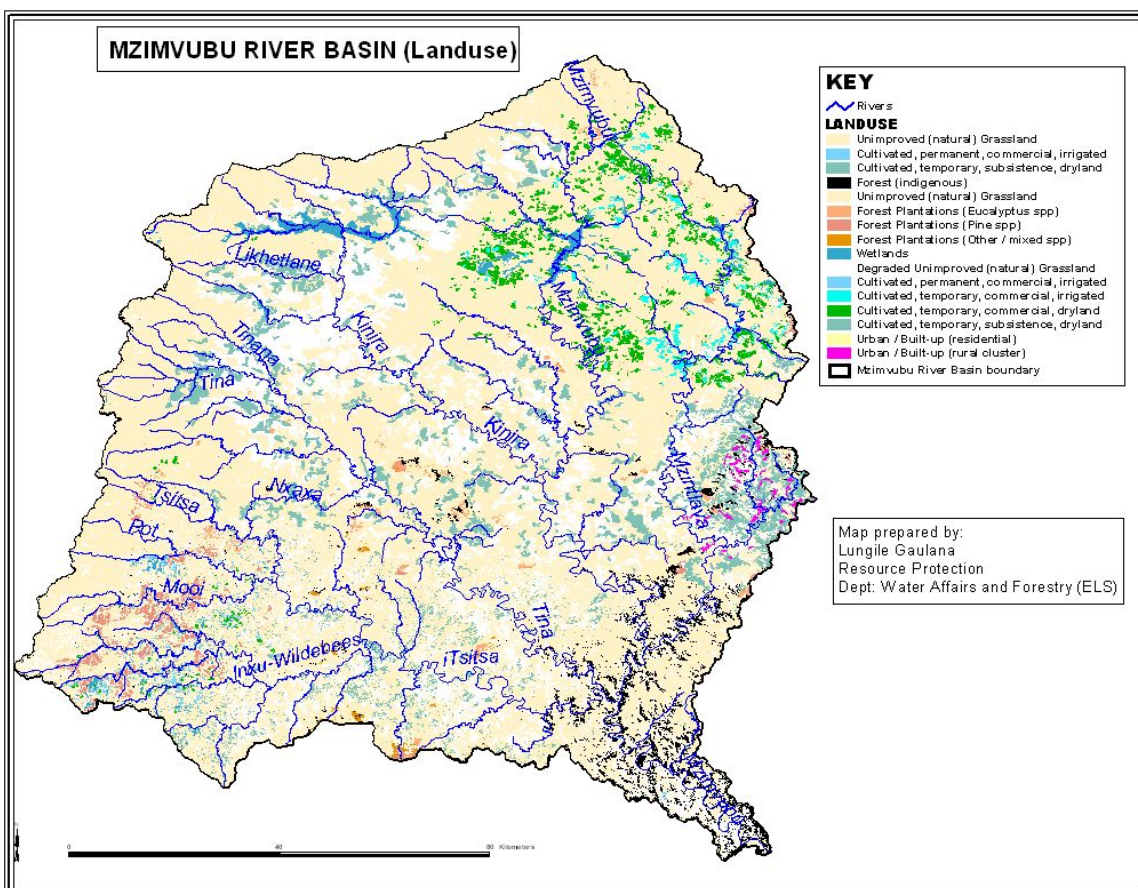 MZIMVUBU RIVER BASIN (Landuse)
KEY
Rivers
LANDUSE
Unimproved (natural) Grassland
Cultivated, permanent, commercial, irrigated
Cultivated, temporary, subsistence, dryland
Forest (indigenous)
Unimproved (natural) Grassland
Forest Plantations (Eucalyptus spp)
Forest Plantations (Pine spp)
Forest Plantations (Other / mixed spp)
Wetlands
Degraded Unimproved (natural) Grassland
Cultivated, permanent, commercial, irrigated
Cultivated, temporary, commercial, irrigated
Cultivated, temporary, commercial, dryland
Cultivated, temporary, subsistence, dryland
Urban / Built-up (residential)
Urban / Built-up (rural cluster)
Mzimvubu River Basin boundary
Mzimvubu
Likhetlane
Kinira
Mzimvubu
Tinana
Tina
Kinira
Mzintlava
Tsitsa
Nxaxa
Pot
Mooi
Tina
Inxu-Wildebees
iTsitsa
Mzimvubu
Map prepared by:
Lungile Gaulana
Resource Protection
Dept: Water Affairs and Forestry (ELS)
0 40 80 Kilometers